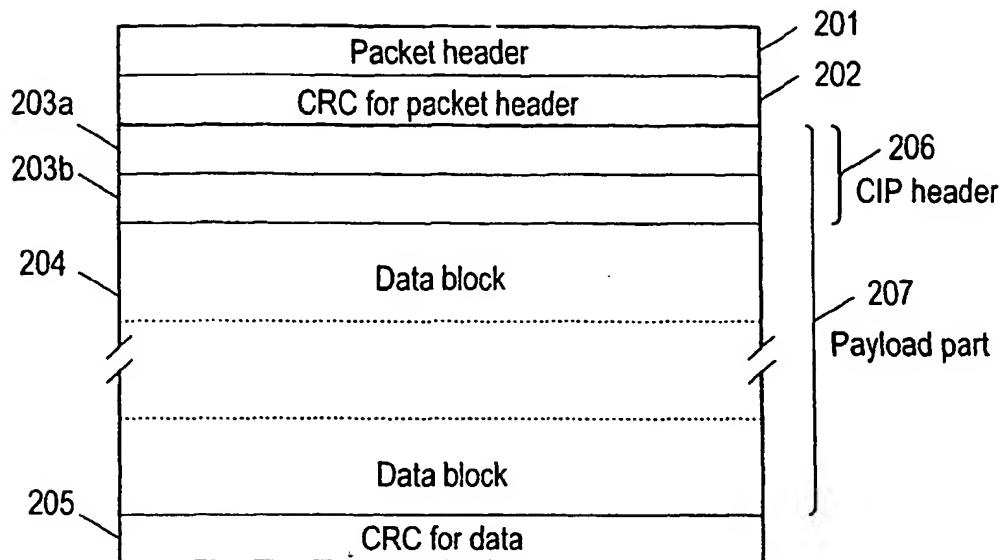 201
Packet header
202
CRC for packet header
203a
206
203b
CIP header
204
Data block
207
Payload part
Data block
205
CRC for data